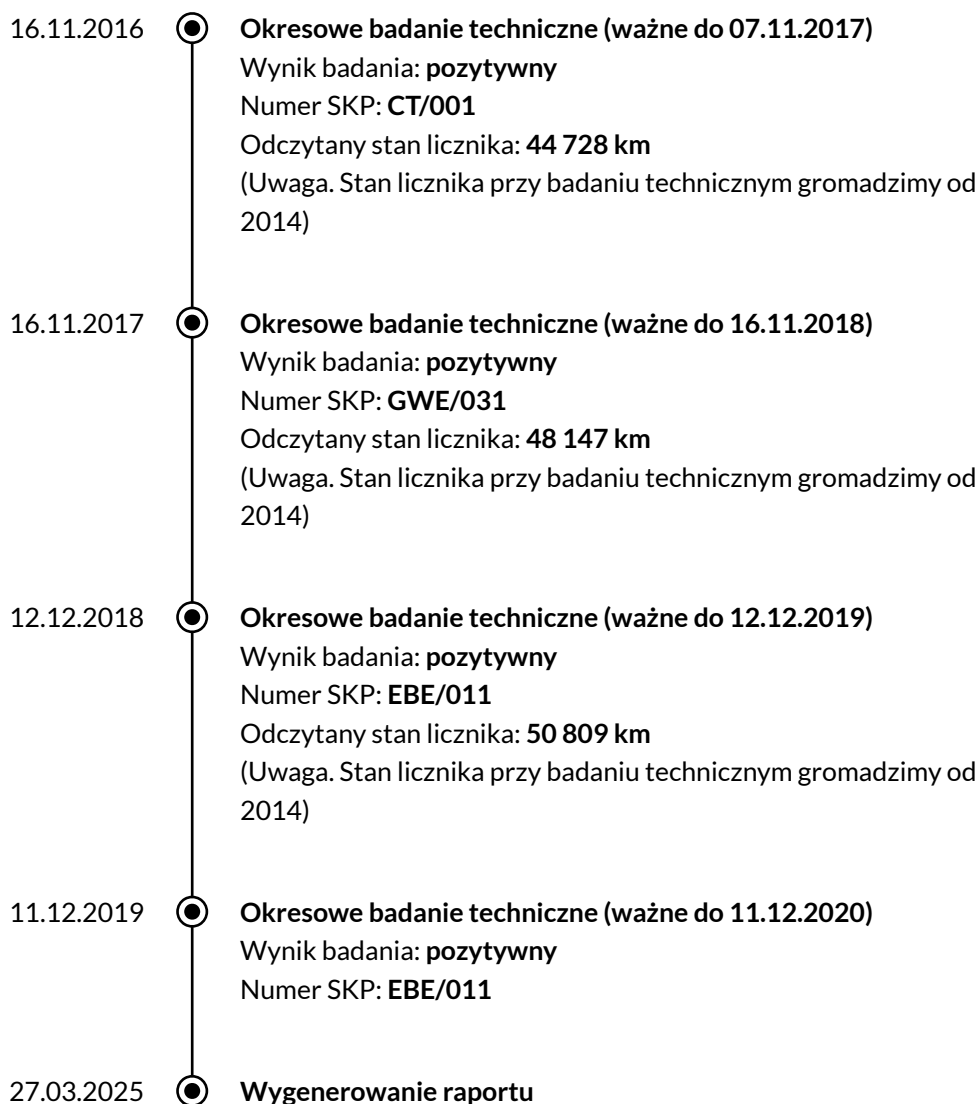 16.11.2016 Okresowe badanie techniczne (ważne do 07.11.2017)
Wynik badania: pozytywny
Numer SKP: CT/001
Odczytany stan licznika: 44 728 km
(Uwaga. Stan licznika przy badaniu technicznym gromadzimy od
2014)
16.11.2017 Okresowe badanie techniczne (ważne do 16.11.2018)
Wynik badania: pozytywny
Numer SKP: GWE/031
Odczytany stan licznika: 48 147 km
(Uwaga. Stan licznika przy badaniu technicznym gromadzimy od
2014)
12.12.2018 Okresowe badanie techniczne (ważne do 12.12.2019)
Wynik badania: pozytywny
Numer SKP: EBE/011
Odczytany stan licznika: 50 809 km
(Uwaga. Stan licznika przy badaniu technicznym gromadzimy od
2014)
11.12.2019 Okresowe badanie techniczne (ważne do 11.12.2020)
Wynik badania: pozytywny
Numer SKP: EBE/011
27.03.2025 Wygenerowanie raportu